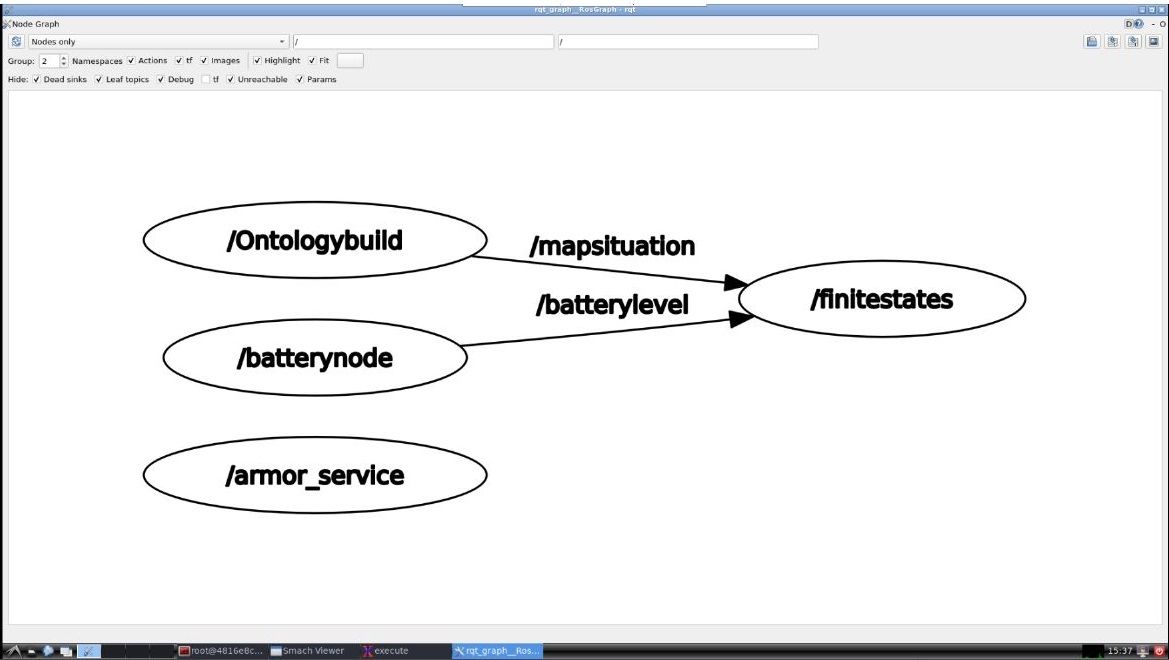 rqt_graph__RosGraph - rqt
Node Graph
D - O
Nodes only / /
Group: 2 Namespaces Actions tf Images Highlight Fit
Hide: Dead sinks Leaf topics Debug tf Unreachable Params
/Ontologybuild
/mapsituation
/batterylevel
/finitestates
/batterynode
/armor_service
root@4816e8c... Smach Viewer execute rqt_graph__Ros... 15:37